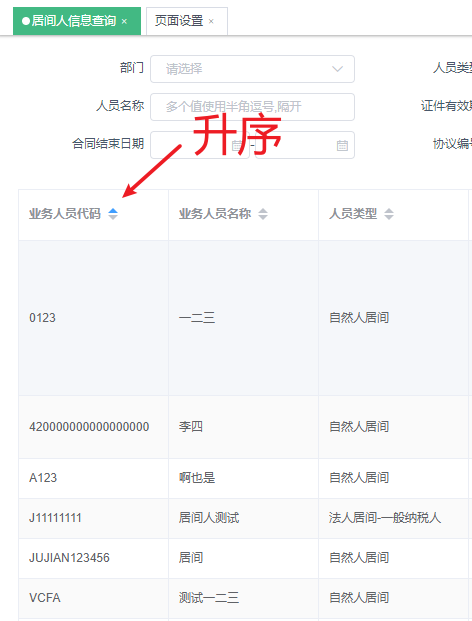 居间人信息查询 × 页面设置 ×
部门 请选择 人员类型
人员名称 多个值使用半角逗号,隔开 证件有效期
合同结束日期 - 协议编号
升序
业务人员代码 业务人员名称 人员类型
0123 一二三 自然人居间
420000000000000000 李四 自然人居间
A123 啊也是 自然人居间
J11111111 居间人测试 法人居间-一般纳税人
JUJIAN123456 居间 自然人居间
VCFA 测试一二三 自然人居间